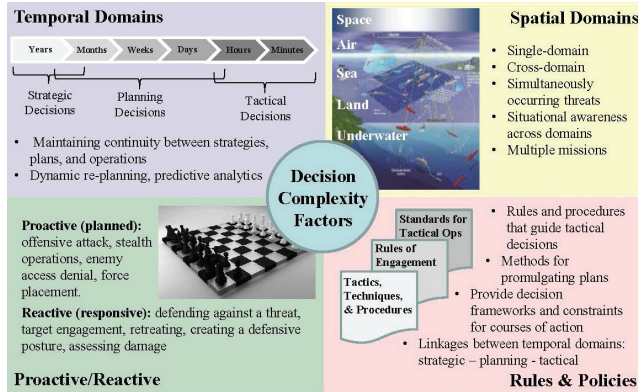 Temporal Domains
Years
Months
Weeks
Days
Hours
Minutes
Strategic
Decisions
Planning
Decisions
Tactical
Decisions
• Maintaining continuity between strategies,
plans, and operations
• Dynamic re-planning, predictive analytics
Spatial Domains
Space
Air
Sea
Land
Underwater
• Single-domain
• Cross-domain
• Simultaneously
occurring threats
• Situational awareness
across domains
• Multiple missions
Decision
Complexity
Factors
Proactive (planned):
offensive attack, stealth
operations, enemy
access denial, force
placement.
Reactive (responsive): defending against a threat,
target engagement, retreating, creating a defensive
posture, assessing damage
Proactive/Reactive
Standards for
Tactical Ops
Rules of
Engagement
Tactics,
Techniques,
& Procedures
• Rules and procedures
that guide tactical
decisions
• Methods for
promulgating plans
• Provide decision
frameworks and constraints
for courses of action
• Linkages between temporal domains:
strategic – planning - tactical
Rules & Policies